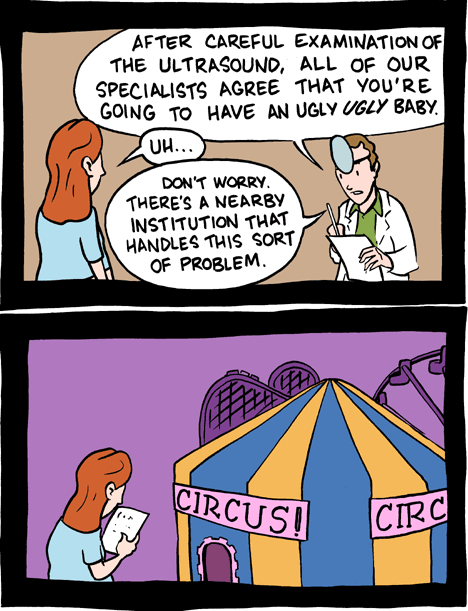 AFTER CAREFUL EXAMINATION OF
THE ULTRASOUND, ALL OF OUR
SPECIALISTS AGREE THAT YOU'RE
GOING TO HAVE AN UGLY UGLY BABY.
UH...
DON'T WORRY.
THERE'S A NEARBY
INSTITUTION THAT
HANDLES THIS SORT
OF PROBLEM.
CIRCUS!
CIRC